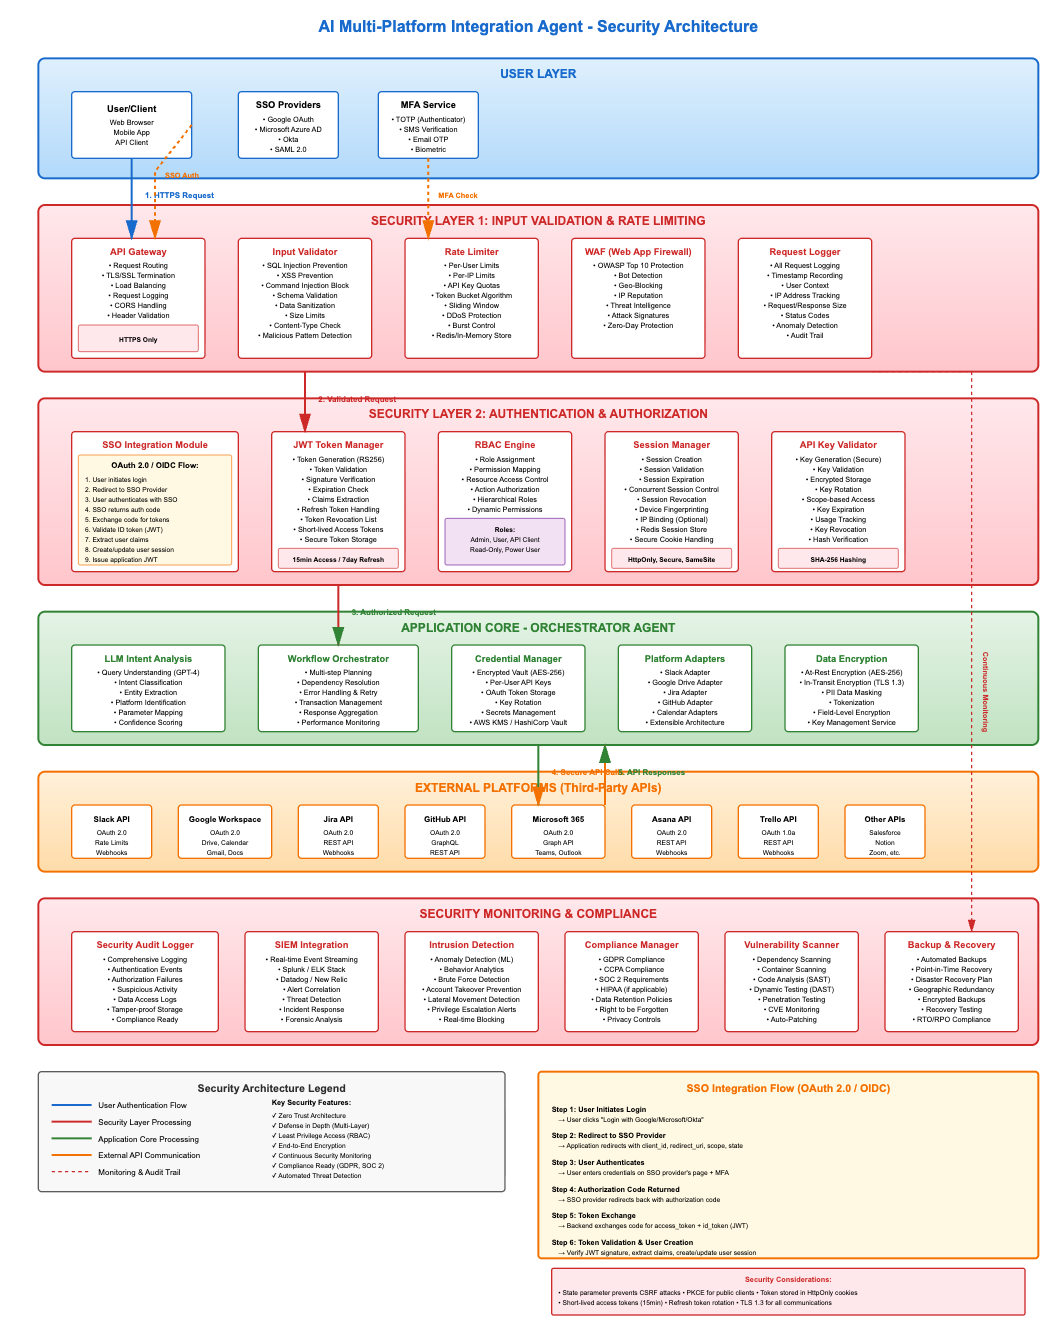 AI Multi-Platform Integration Agent - Security Architecture
USER LAYER
User/Client
Web Browser
Mobile App
API Client
SSO Providers
• Google OAuth
• Microsoft Azure AD
• Okta
• SAML 2.0
MFA Service
• TOTP (Authenticator)
• SMS Verification
• Email OTP
• Biometric
SSO Auth
1. HTTPS Request
MFA Check
SECURITY LAYER 1: INPUT VALIDATION & RATE LIMITING
API Gateway
• Request Routing
• TLS/SSL Termination
• Load Balancing
• Request Logging
• CORS Handling
• Header Validation
HTTPS Only
Input Validator
• SQL Injection Prevention
• XSS Prevention
• Command Injection Block
• Schema Validation
• Data Sanitization
• Size Limits
• Content-Type Check
• Malicious Pattern Detection
Rate Limiter
• Per-User Limits
• Per-IP Limits
• API Key Quotas
• Token Bucket Algorithm
• Sliding Window
• DDoS Protection
• Burst Control
• Redis/In-Memory Store
WAF (Web App Firewall)
• OWASP Top 10 Protection
• Bot Detection
• Geo-Blocking
• IP Reputation
• Threat Intelligence
• Attack Signatures
• Zero-Day Protection
Request Logger
• All Request Logging
• Timestamp Recording
• User Context
• IP Address Tracking
• Request/Response Size
• Status Codes
• Anomaly Detection
• Audit Trail
2. Validated Request
SECURITY LAYER 2: AUTHENTICATION & AUTHORIZATION
SSO Integration Module
OAuth 2.0 / OIDC Flow:
1. User initiates login
2. Redirect to SSO Provider
3. User authenticates with SSO
4. SSO returns auth code
5. Exchange code for tokens
6. Validate ID token (JWT)
7. Extract user claims
8. Create/update user session
9. Issue application JWT
JWT Token Manager
• Token Generation (RS256)
• Token Validation
• Signature Verification
• Expiration Check
• Claims Extraction
• Refresh Token Handling
• Token Revocation List
• Short-lived Access Tokens
• Secure Token Storage
15min Access / 7day Refresh
RBAC Engine
• Role Assignment
• Permission Mapping
• Resource Access Control
• Action Authorization
• Hierarchical Roles
• Dynamic Permissions
Roles:
Admin, User, API Client
Read-Only, Power User
Session Manager
• Session Creation
• Session Validation
• Session Expiration
• Concurrent Session Control
• Session Revocation
• Device Fingerprinting
• IP Binding (Optional)
• Redis Session Store
• Secure Cookie Handling
HttpOnly, Secure, SameSite
API Key Validator
• Key Generation (Secure)
• Key Validation
• Encrypted Storage
• Key Rotation
• Scope-based Access
• Key Expiration
• Usage Tracking
• Key Revocation
• Hash Verification
SHA-256 Hashing
3. Authorized Request
APPLICATION CORE - ORCHESTRATOR AGENT
LLM Intent Analysis
• Query Understanding (GPT-4)
• Intent Classification
• Entity Extraction
• Platform Identification
• Parameter Mapping
• Confidence Scoring
Workflow Orchestrator
• Multi-step Planning
• Dependency Resolution
• Error Handling & Retry
• Transaction Management
• Response Aggregation
• Performance Monitoring
Credential Manager
• Encrypted Vault (AES-256)
• Per-User API Keys
• OAuth Token Storage
• Key Rotation
• Secrets Management
• AWS KMS / HashiCorp Vault
Platform Adapters
• Slack Adapter
• Google Drive Adapter
• Jira Adapter
• GitHub Adapter
• Calendar Adapters
• Extensible Architecture
Data Encryption
• At-Rest Encryption (AES-256)
• In-Transit Encryption (TLS 1.3)
• PII Data Masking
• Tokenization
• Field-Level Encryption
• Key Management Service
Continuous Monitoring
4. Secure API
5. API Responses
EXTERNAL PLATFORMS (Third-Party APIs)
Slack API
OAuth 2.0
Rate Limits
Webhooks
Google Workspace
OAuth 2.0
Drive, Calendar
Gmail, Docs
Jira API
OAuth 2.0
REST API
Webhooks
GitHub API
OAuth 2.0
GraphQL
REST API
Microsoft 365
OAuth 2.0
Graph API
Teams, Outlook
Asana API
OAuth 2.0
REST API
Webhooks
Trello API
OAuth 1.0a
REST API
Webhooks
Other APIs
Salesforce
Notion
Zoom, etc.
SECURITY MONITORING & COMPLIANCE
Security Audit Logger
• Comprehensive Logging
• Authentication Events
• Authorization Failures
• Suspicious Activity
• Data Access Logs
• Tamper-proof Storage
• Compliance Ready
SIEM Integration
• Real-time Event Streaming
• Splunk / ELK Stack
• Datadog / New Relic
• Alert Correlation
• Threat Detection
• Incident Response
• Forensic Analysis
Intrusion Detection
• Anomaly Detection (ML)
• Behavior Analytics
• Brute Force Detection
• Account Takeover Prevention
• Lateral Movement Detection
• Privilege Escalation Alerts
• Real-time Blocking
Compliance Manager
• GDPR Compliance
• CCPA Compliance
• SOC 2 Requirements
• HIPAA (if applicable)
• Data Retention Policies
• Right to be Forgotten
• Privacy Controls
Vulnerability Scanner
• Dependency Scanning
• Container Scanning
• Code Analysis (SAST)
• Dynamic Testing (DAST)
• Penetration Testing
• CVE Monitoring
• Auto-Patching
Backup & Recovery
• Automated Backups
• Point-in-Time Recovery
• Disaster Recovery Plan
• Geographic Redundancy
• Encrypted Backups
• Recovery Testing
• RTO/RPO Compliance
Security Architecture Legend
User Authentication Flow
Security Layer Processing
Application Core Processing
External API Communication
Monitoring & Audit Trail
Key Security Features:
✓ Zero Trust Architecture
✓ Defense in Depth (Multi-Layer)
✓ Least Privilege Access (RBAC)
✓ End-to-End Encryption
✓ Continuous Security Monitoring
✓ Compliance Ready (GDPR, SOC 2)
✓ Automated Threat Detection
SSO Integration Flow (OAuth 2.0 / OIDC)
Step 1: User Initiates Login
→ User clicks "Login with Google/Microsoft/Okta"
Step 2: Redirect to SSO Provider
→ Application redirects with client_id, redirect_uri, scope, state
Step 3: User Authenticates
→ User enters credentials on SSO provider's page + MFA
Step 4: Authorization Code Returned
→ SSO provider redirects back with authorization code
Step 5: Token Exchange
→ Backend exchanges code for access_token + id_token (JWT)
Step 6: Token Validation & User Creation
→ Verify JWT signature, extract claims, create/update user session
Security Considerations:
• State parameter prevents CSRF attacks • PKCE for public clients • Token stored in HttpOnly cookies
• Short-lived access tokens (15min) • Refresh token rotation • TLS 1.3 for all communications